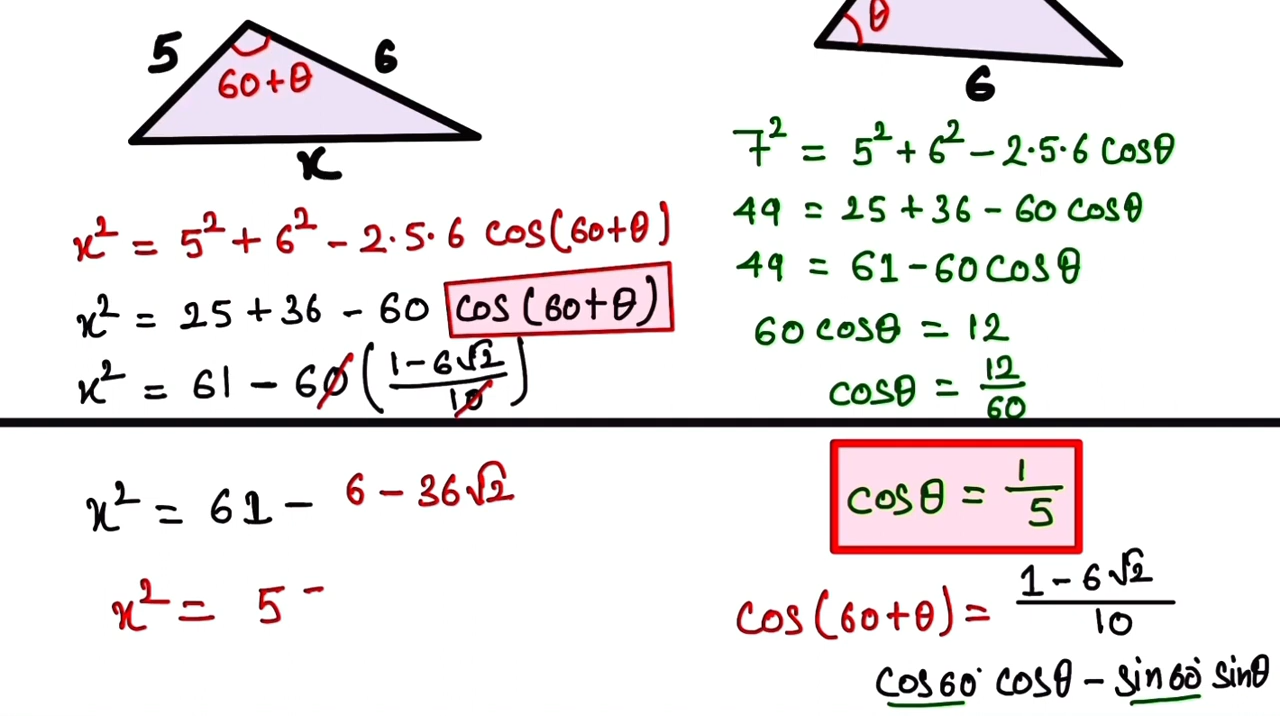 5
6
60+θ
x
x² = 5² + 6² − 2·5·6 cos(60+θ)
x² = 25 + 36 − 60 cos(60+θ)
x² = 61 − 60 ( (1 − 6√2)/10 )
x² = 61 − 6 − 36√2
x² = 5 -
θ
6
7² = 5² + 6² − 2·5·6 cosθ
49 = 25 + 36 − 60 cosθ
49 = 61 − 60 cosθ
60 cosθ = 12
cosθ = 12/60
cosθ = 1/5
cos(60+θ) = (1 − 6√2)/10
cos60° cosθ − sin60° sinθ